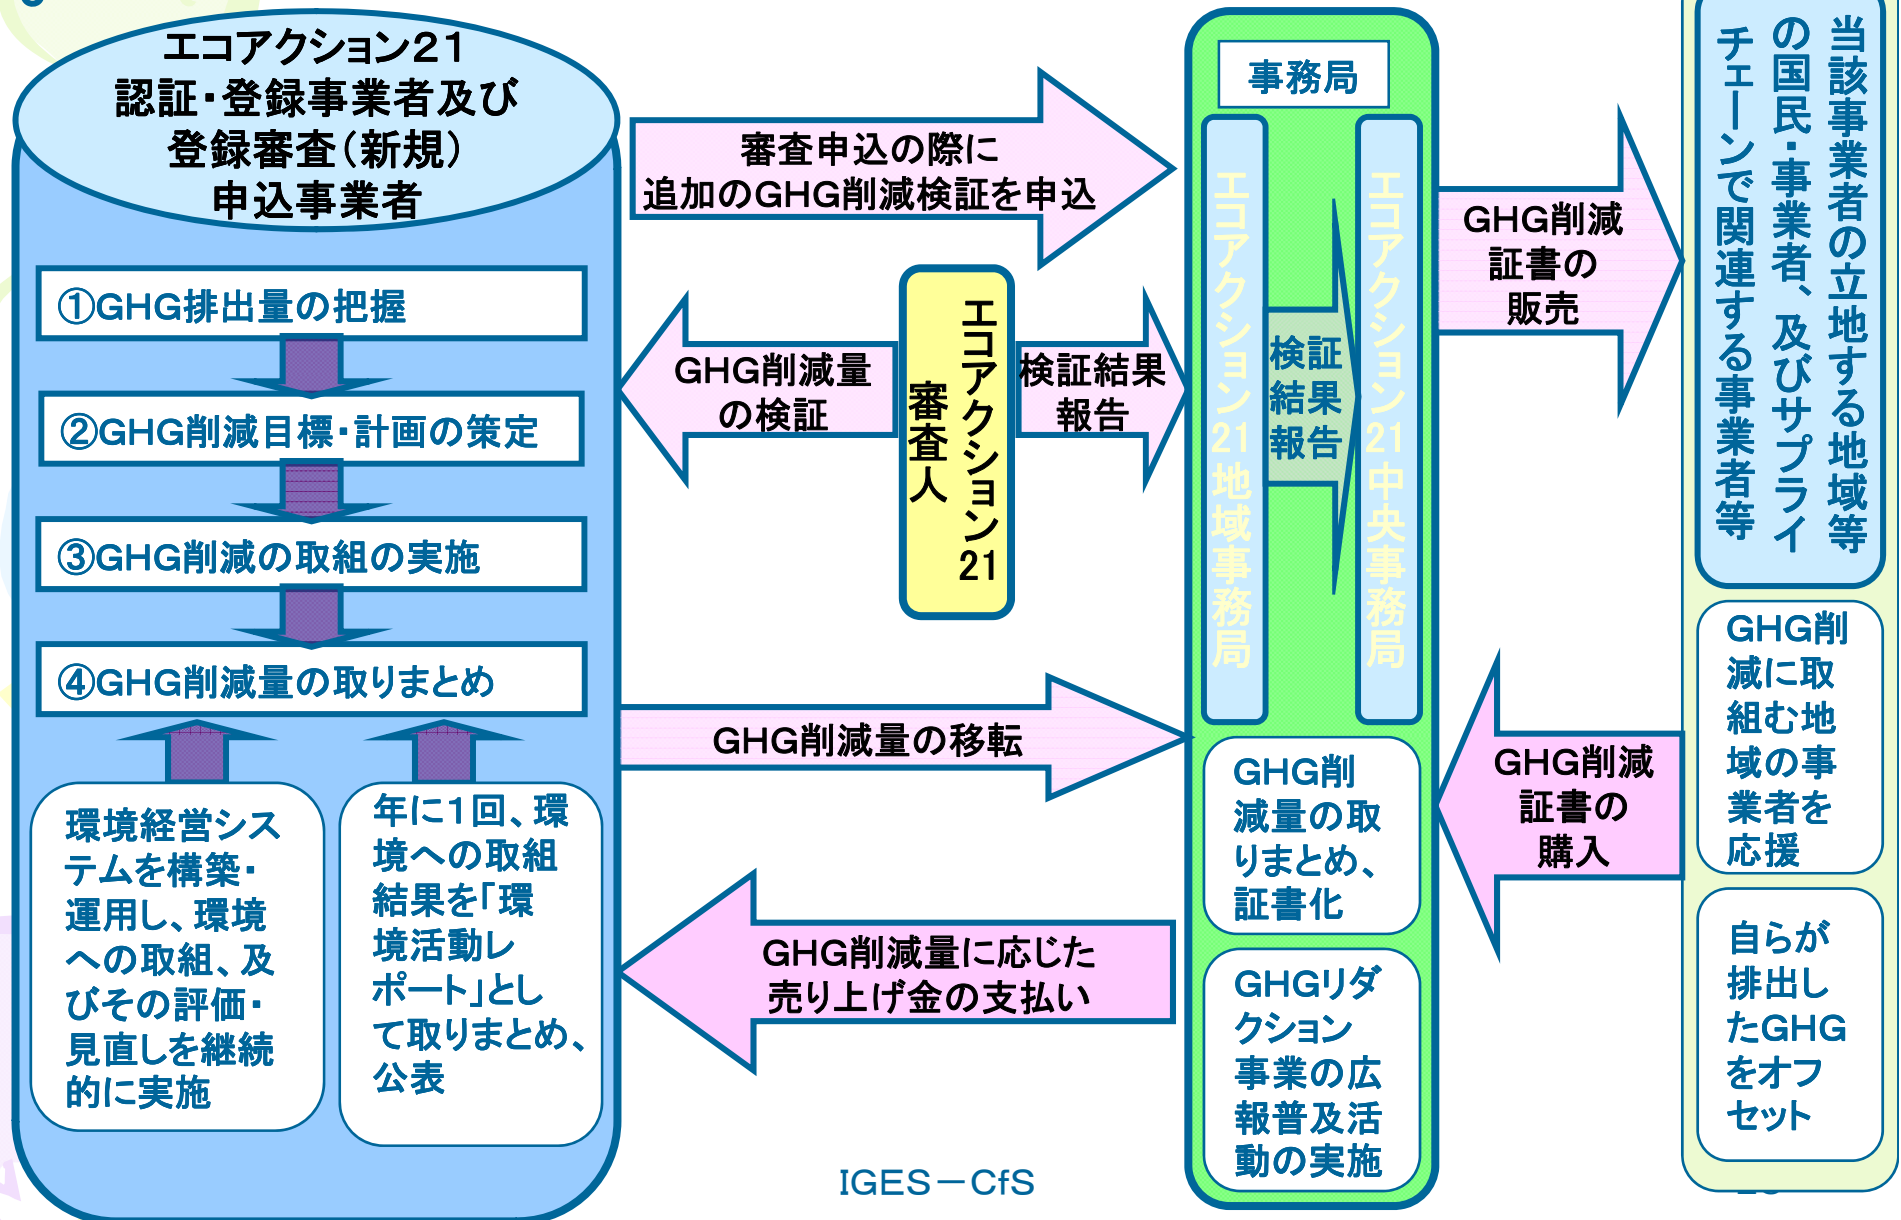 エコアクション21
認証・登録事業者及び
登録審査(新規)
申込事業者
①GHG排出量の把握
②GHG削減目標・計画の策定
③GHG削減の取組の実施
④GHG削減量の取りまとめ
環境経営シス
テムを構築・
運用し、環境
への取組、及
びその評価・
見直しを継続
的に実施
年に1回、環
境への取組
結果を「環
境活動レ
ポート」とし
て取りまとめ、
公表
審査申込の際に
追加のGHG削減検証を申込
GHG削減量
の検証
エコアクション21
審査人
検証結果
報告
GHG削減量の移転
GHG削減量に応じた
売り上げ金の支払い
事務局
エコアクション21地域事務局
検証
結果
報告
エコアクション21中央事務局
GHG削
減量の取
りまとめ、
証書化
GHGリダ
クション
事業の広
報普及活
動の実施
GHG削減
証書の
販売
GHG削減
証書の
購入
当該事業者の立地する地域等
の国民・事業者、及びサプライ
チェーンで関連する事業者等
GHG削
減に取
組む地
域の事
業者を
応援
自らが
排出し
たGHG
をオフ
セット
IGES－CfS